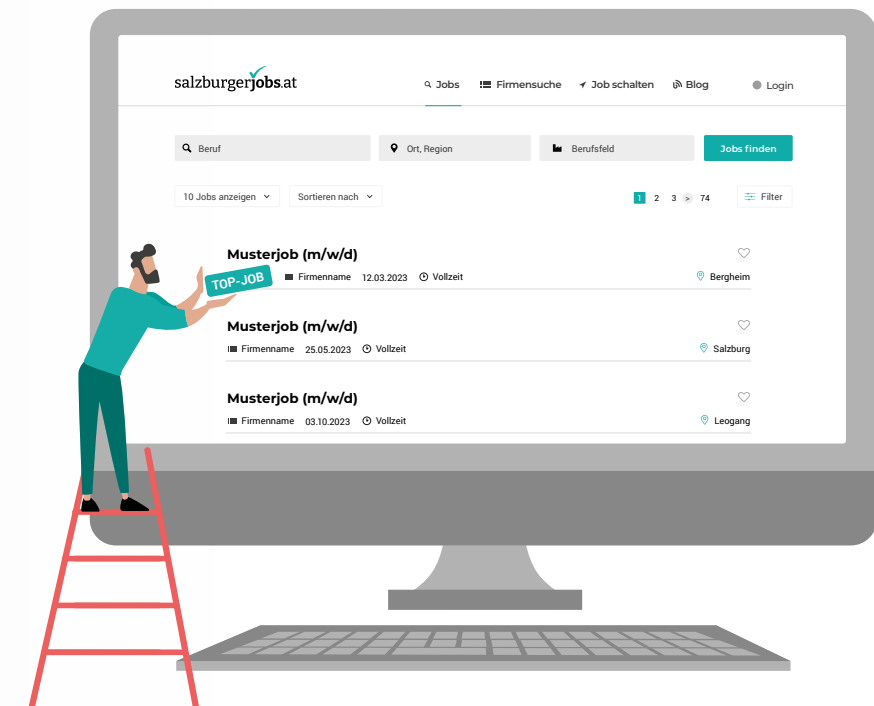 salzburgerjobs.at
Jobs Firmensuche Job schalten Blog Login
Beruf Ort, Region Berufsfeld Jobs finden
10 Jobs anzeigen Sortieren nach 1 2 3 > 74 Filter
Musterjob (m/w/d)
TOP-JOB Firmenname 12.03.2023 Vollzeit Bergheim
Musterjob (m/w/d)
Firmenname 25.05.2023 Vollzeit Salzburg
Musterjob (m/w/d)
Firmenname 03.10.2023 Vollzeit Leogang